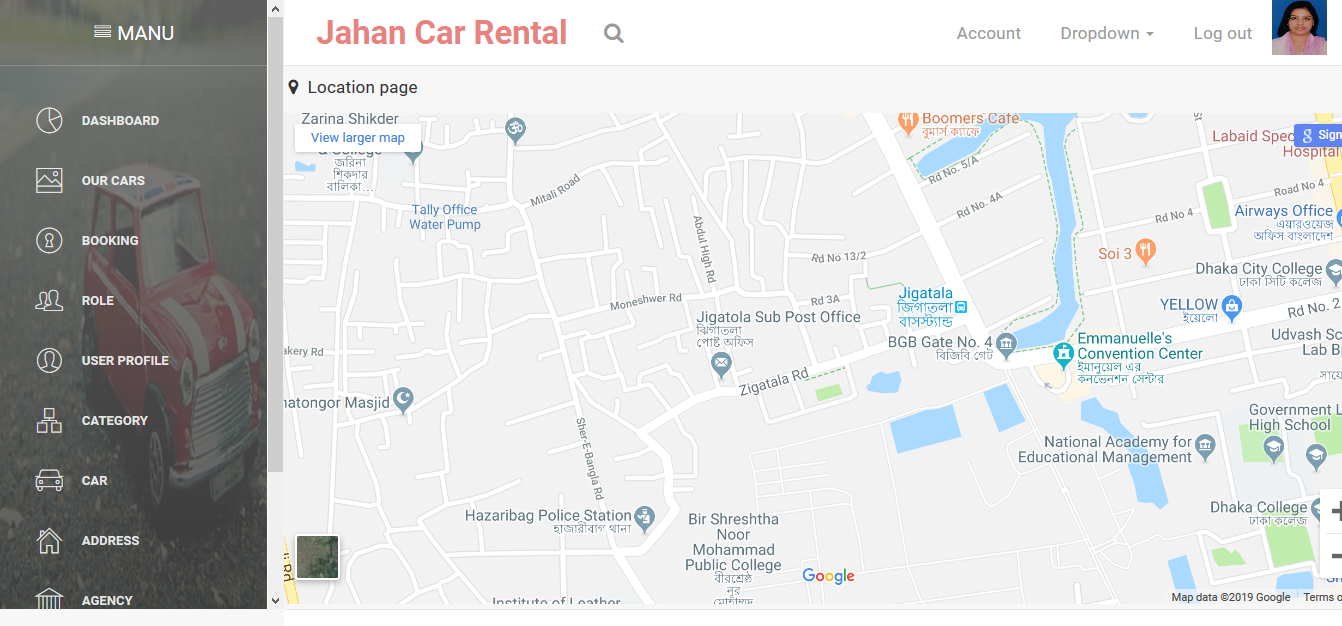 MANU
DASHBOARD
OUR CARS
BOOKING
ROLE
USER PROFILE
CATEGORY
CAR
ADDRESS
AGENCY
Jahan Car Rental
Account
Dropdown
Log out
Location page
Zarina Shikder
View larger map
& College
জরিনা
শিকদার
বালিকা...
Tally Office
Water Pump
Mitali Road
Abdul High Rd
Moneshwer Rd
Boomers Café
বুমার্স ক্যাফে
Rd No. 5/A
Rd No. 4A
Rd No 13/2
Rd 3A
Labaid Spec
Hospital
Sign
Road No 4
Rd No 4
Airways Office
এয়ারওয়েজ
অফিস বাংলাদেশ
Soi 3
Dhaka City College
ঢাকা সিটি কলেজ
Jigatala
জিগাতলা
বাসস্ট্যান্ড
YELLOW
ইয়েলো
Rd No. 2
Jigatola Sub Post Office
ঝিগাতলা
পোষ্ট অফিস
BGB Gate No. 4
বিজিবি গেট
Emmanuelle's
Convention Center
ইমানুয়েল এর
কনভেনশন সেন্টার
Udvash Sc
Lab B
akery Rd
Zigatala Rd
hatongor Masjid
Sher-E-Bangla Rd
Government L
High School
National Academy for
Educational Management
Hazaribag Police Station
হাজারীবাগ থানা
Bir Shreshtha
Noor
Mohammad
Public College
বীরশ্রেষ্ঠ
নূর
মোহাম্মদ
Dhaka College
ঢাকা কলেজ
Institute of Leather
Google
Map data ©2019 Google
Terms o